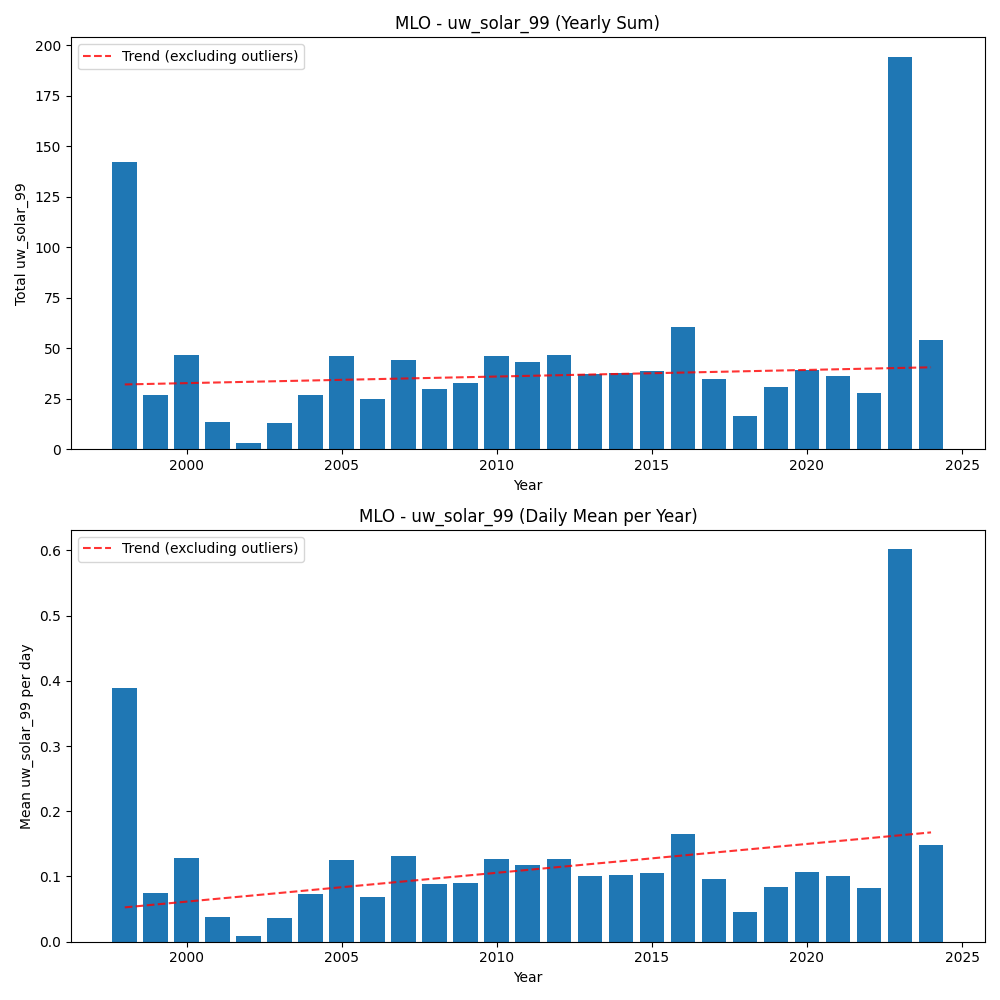 MLO - uw_solar_99 (Yearly Sum)
Trend (excluding outliers)
Total uw_solar_99
200
175
150
125
100
75
50
25
0
2000 2005 2010 2015 2020 2025
Year
MLO - uw_solar_99 (Daily Mean per Year)
Trend (excluding outliers)
Mean uw_solar_99 per day
0.6
0.5
0.4
0.3
0.2
0.1
0.0
2000 2005 2010 2015 2020 2025
Year